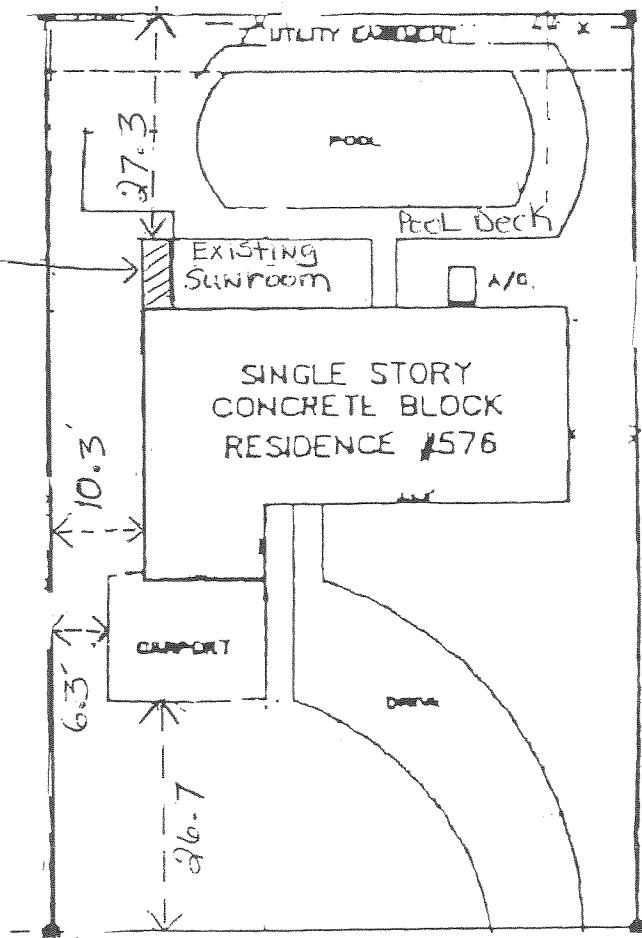 UTILITY
27.3
POOL
POOL DECK
EXISTING
SUNROOM
A/C
SINGLE STORY
CONCRETE BLOCK
RESIDENCE #576
10.3'
CARPORT
6.3'
DRIVE
26.7